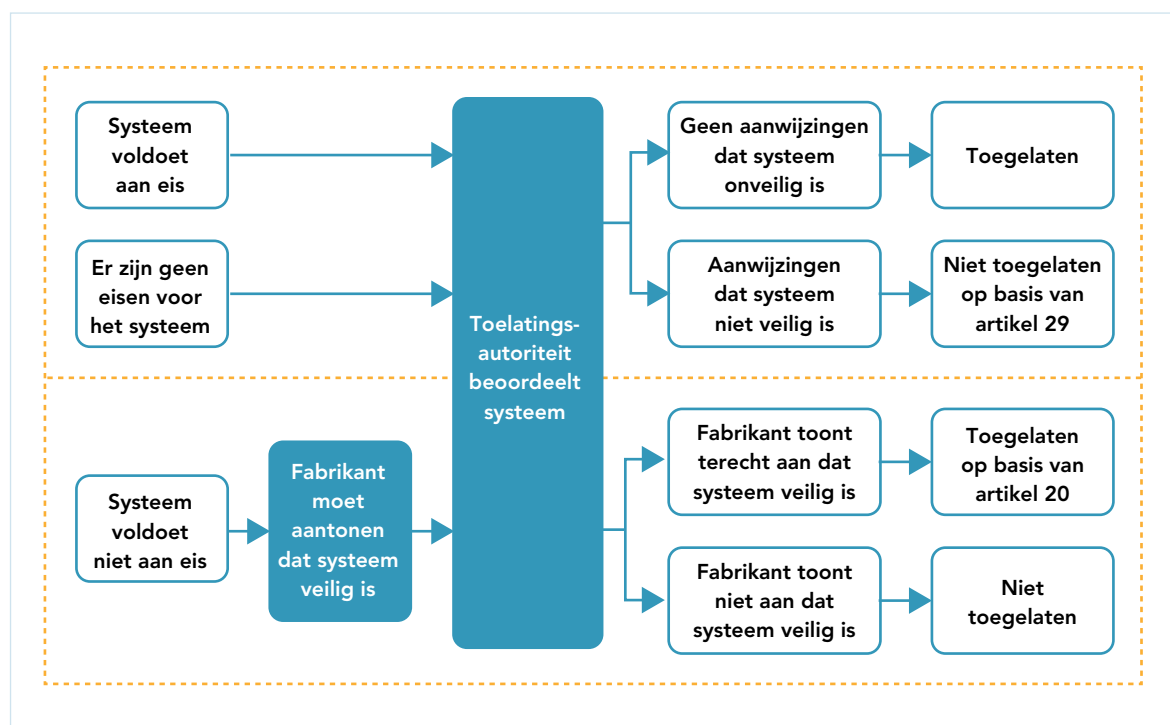 Systeem
voldoet
aan eis
Er zijn geen
eisen voor
het systeem
Toelatings-
autoriteit
beoordeelt
systeem
Geen aanwijzingen
dat systeem
onveilig is
Toegelaten
Aanwijzingen
dat systeem
niet veilig is
Niet toegelaten
op basis van
artikel 29
Systeem
voldoet
niet aan eis
Fabrikant
moet
aantonen
dat systeem
veilig is
Fabrikant toont
terecht aan dat
systeem veilig is
Toegelaten
op basis van
artikel 20
Fabrikant toont
niet aan dat
systeem veilig is
Niet
toegelaten